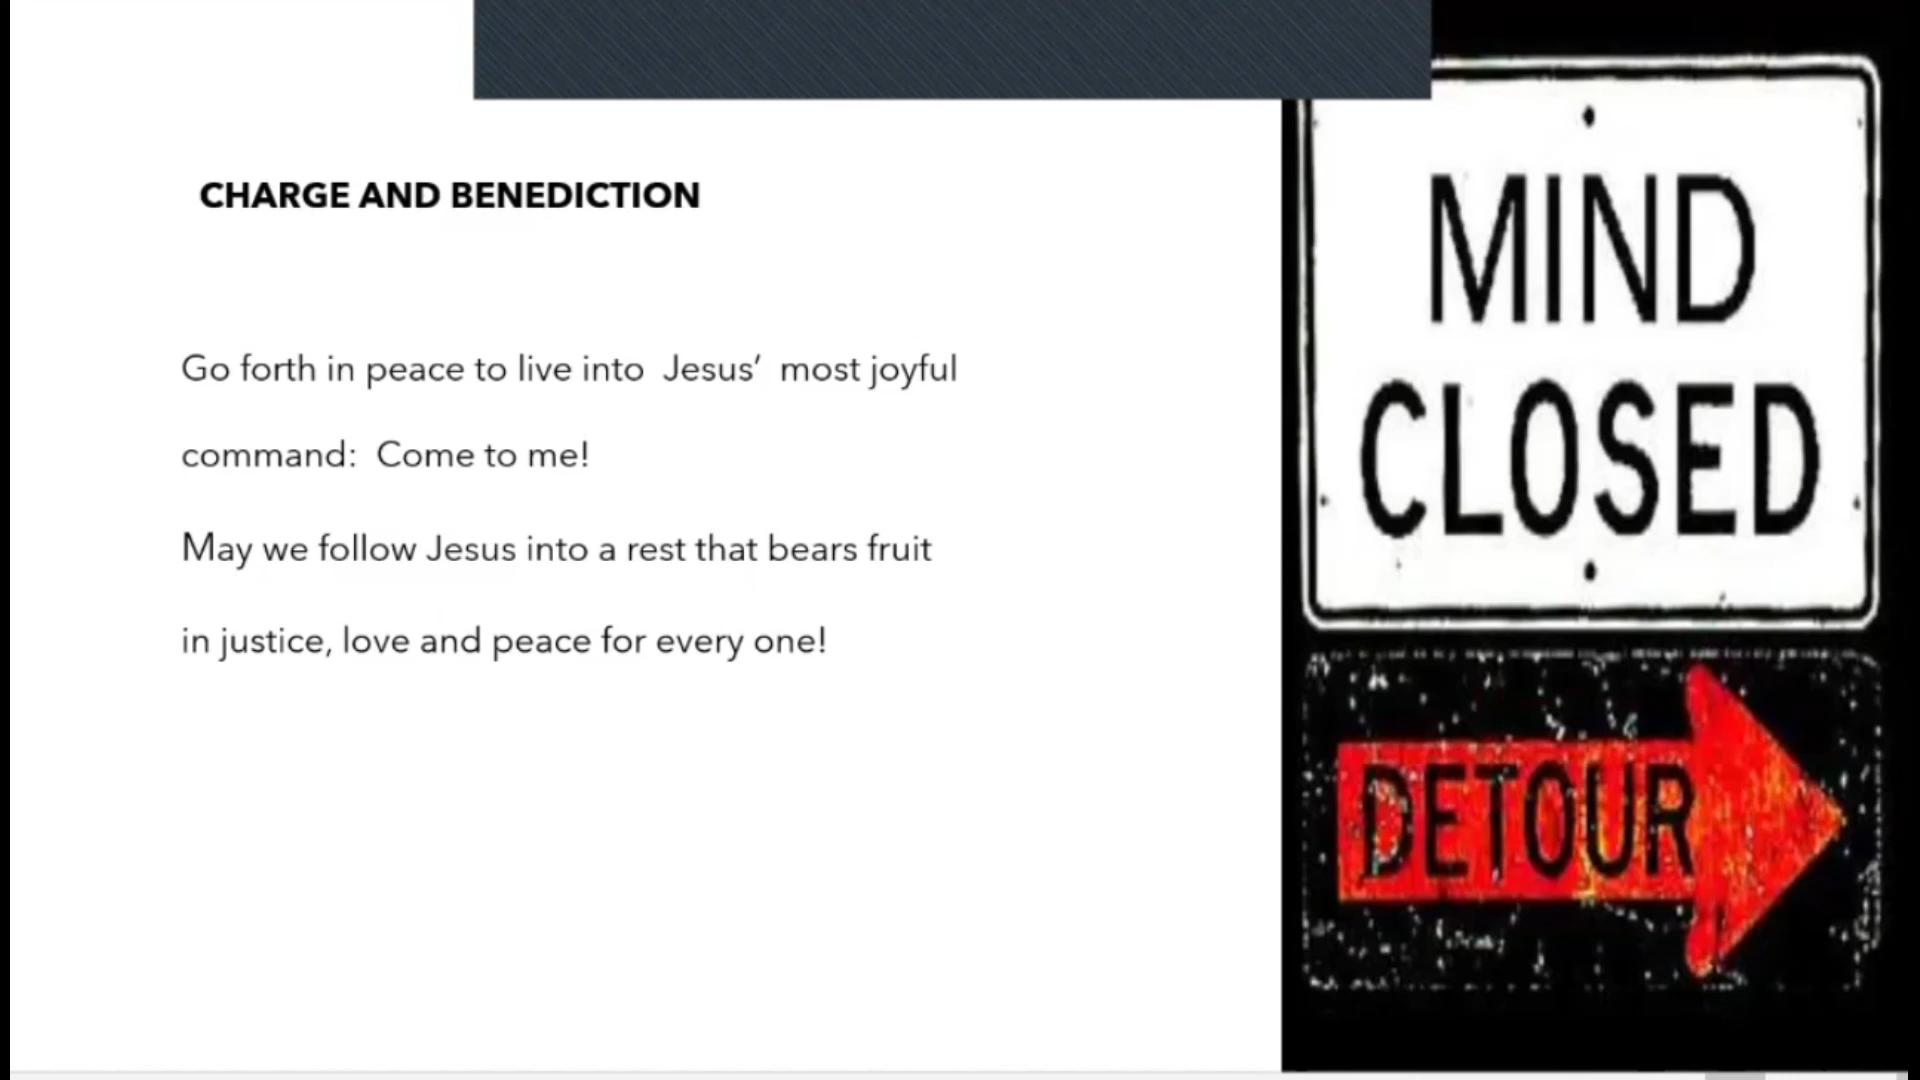 CHARGE AND BENEDICTION
Go forth in peace to live into  Jesus’  most joyful
command:  Come to me!
May we follow Jesus into a rest that bears fruit
in justice, love and peace for every one!
MIND
CLOSED
DETOUR